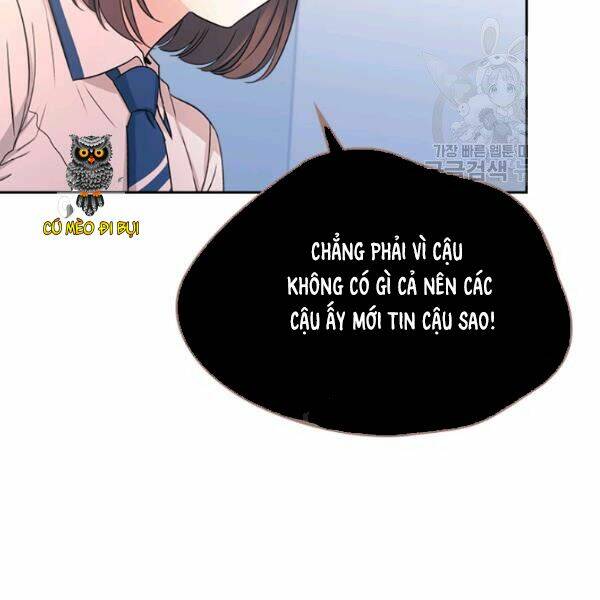 가장 빠른 웹툰
CÚ MÈO ĐI BỤI
CHẲNG PHẢI VÌ CẬU
KHÔNG CÓ GÌ CẢ NÊN CÁC
CẬU ẤY MỚI TIN CẬU SAO!